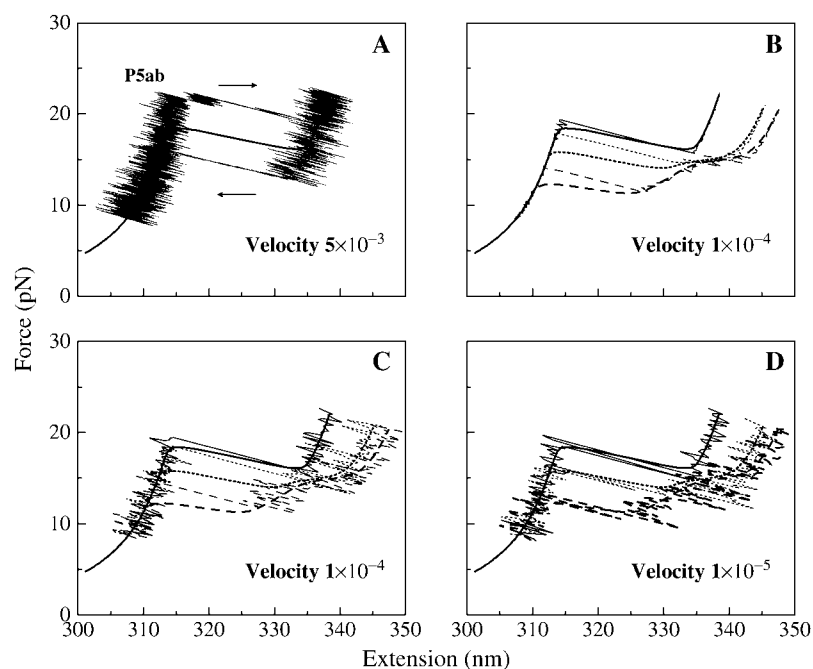 30
20
10
0
A
P5ab
Velocity 5×10⁻³
B
Velocity 1×10⁻⁴
30
20
10
0
C
Velocity 1×10⁻⁴
D
Velocity 1×10⁻⁵
Force (pN)
300 310 320 330 340 350
300 310 320 330 340 350
Extension (nm)